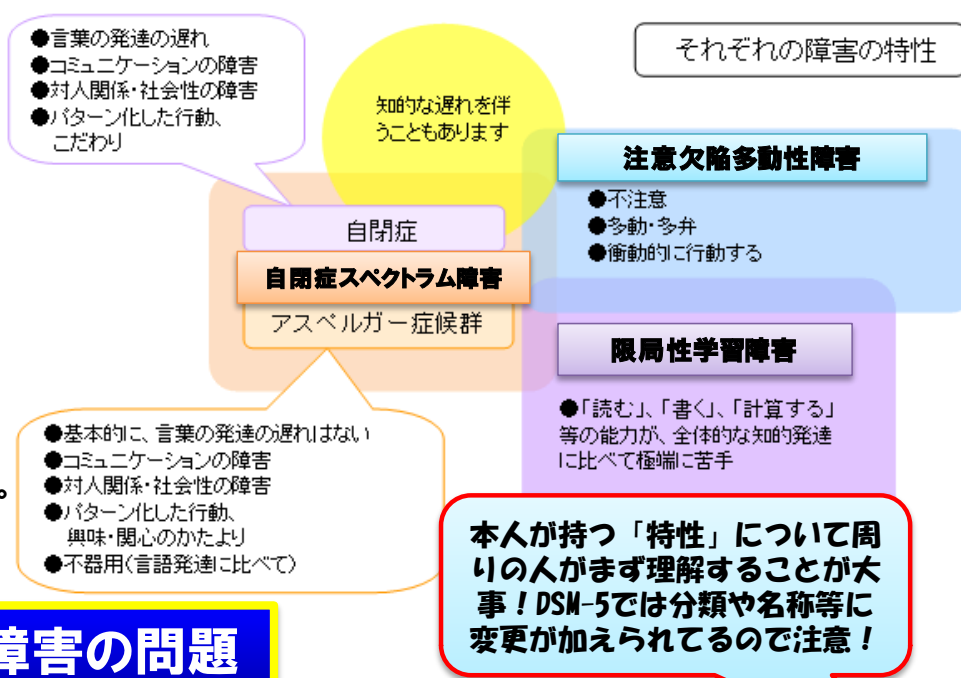 ●言葉の発達の遅れ
●コミュニケーションの障害
●対人関係・社会性の障害
●パターン化した行動、
こだわり
それぞれの障害の特性
知的な遅れを伴
うこともあります
注意欠陥多動性障害
●不注意
●多動・多弁
●衝動的に行動する
自閉症
自閉症スペクトラム障害
アスペルガー症候群
限局性学習障害
●「読む」、「書く」、「計算する」
等の能力が、全体的な知的発達
に比べて極端に苦手
●基本的に、言葉の発達の遅れはない
●コミュニケーションの障害
●対人関係・社会性の障害
●パターン化した行動、
興味・関心のかたより
●不器用(言語発達に比べて)
。
本人が持つ「特性」について周
りの人がまず理解することが大
事！DSM-5では分類や名称等に
変更が加えられてるので注意！
障害の問題